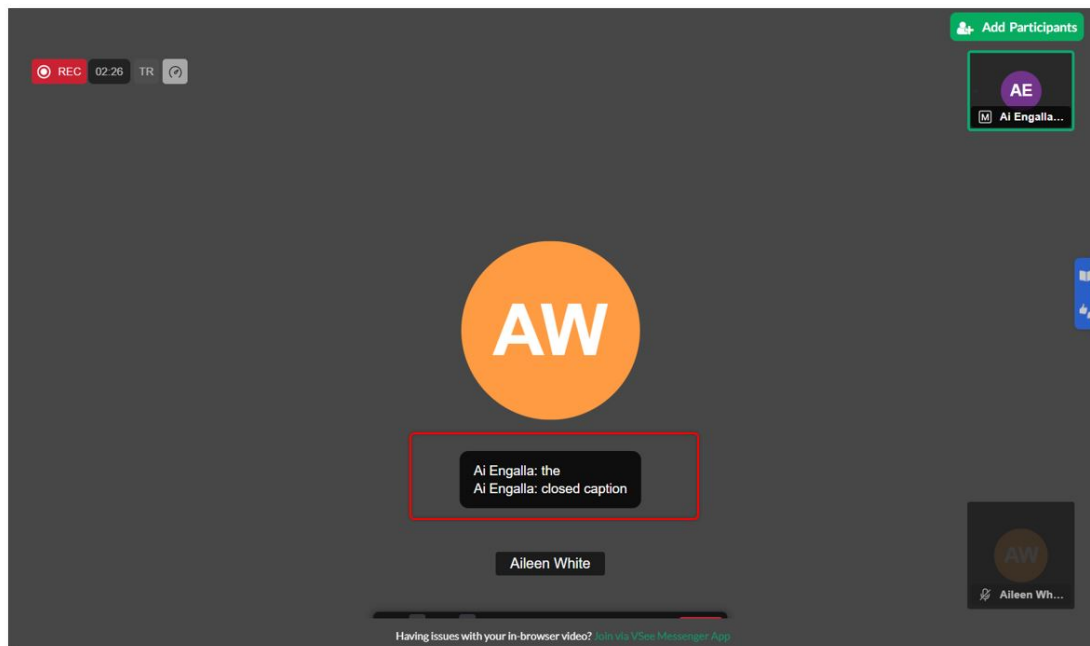 Add Participants
REC 02:26 TR
AE
M Ai Engalla...
AW
Ai Engalla: the
Ai Engalla: closed caption
Aileen White
AW
Aileen Wh...
Having issues with your in-browser video? Join via VSee Messenger App